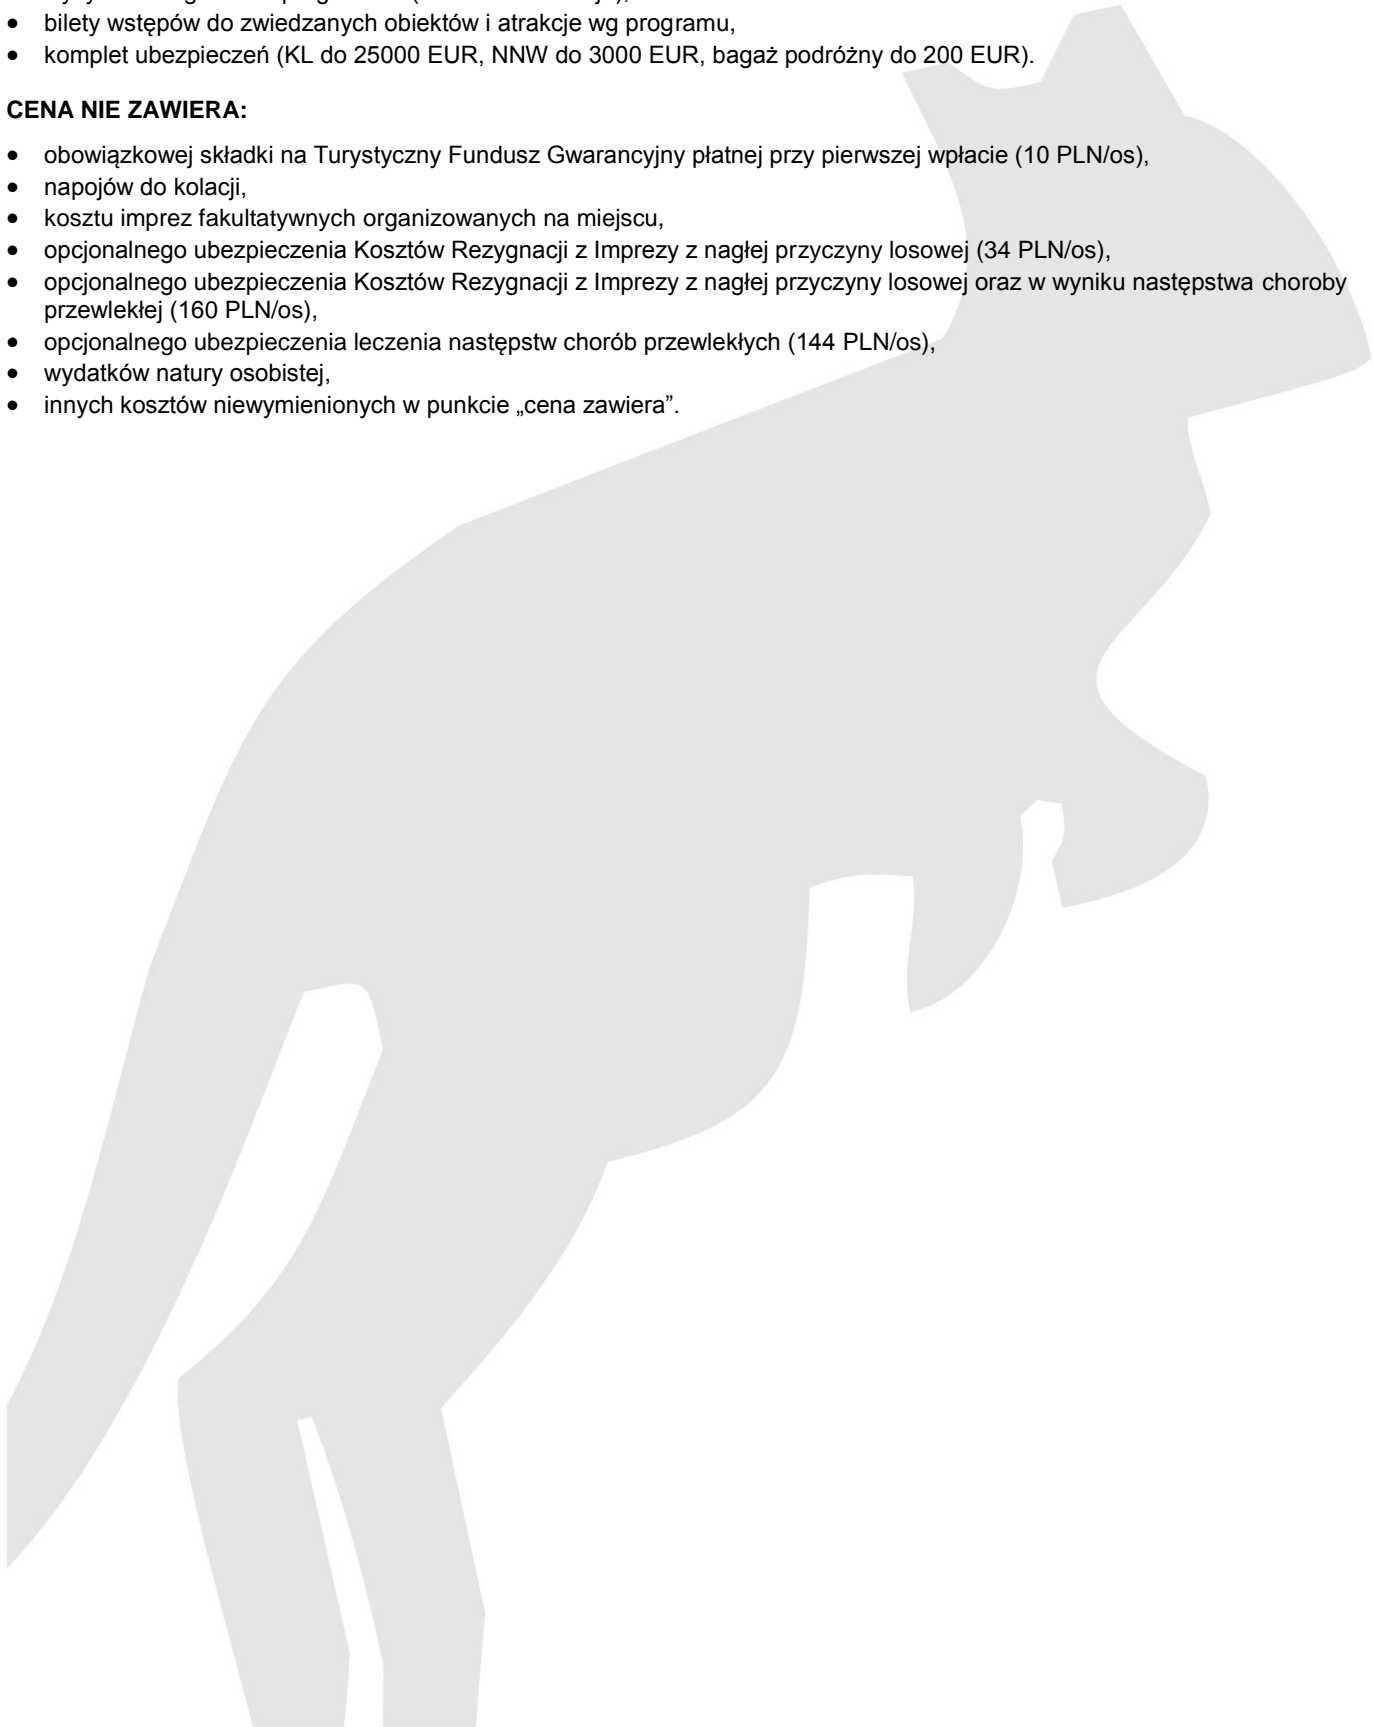 • bilety wstępów do zwiedzanych obiektów i atrakcje wg programu,
• komplet ubezpieczeń (KL do 25000 EUR, NNW do 3000 EUR, bagaż podróżny do 200 EUR).
CENA NIE ZAWIERA:
• obowiązkowej składki na Turystyczny Fundusz Gwarancyjny płatnej przy pierwszej wpłacie (10 PLN/os),
• napojów do kolacji,
• kosztu imprez fakultatywnych organizowanych na miejscu,
• opcjonalnego ubezpieczenia Kosztów Rezygnacji z Imprezy z nagłej przyczyny losowej (34 PLN/os),
• opcjonalnego ubezpieczenia Kosztów Rezygnacji z Imprezy z nagłej przyczyny losowej oraz w wyniku następstwa choroby
przewlekłej (160 PLN/os),
• opcjonalnego ubezpieczenia leczenia następstw chorób przewlekłych (144 PLN/os),
• wydatków natury osobistej,
• innych kosztów niewymienionych w punkcie „cena zawiera”.